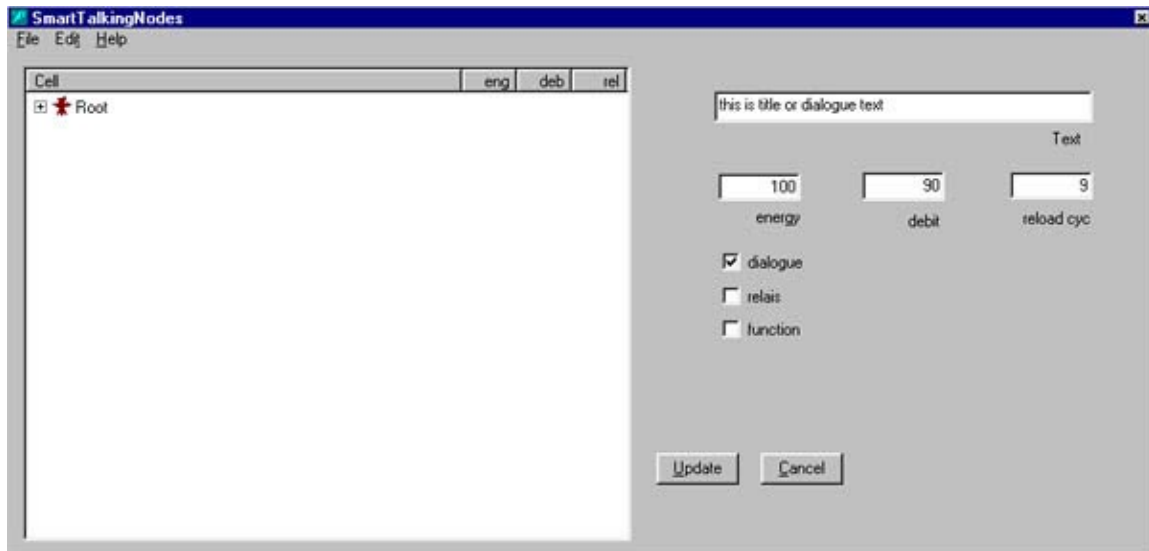 SmartTalkingNodes
File Edit Help
Cell eng deb rel
Root
this is title or dialogue text
Text
100 90 9
energy debit reload cyc
dialogue
relais
function
Update Cancel